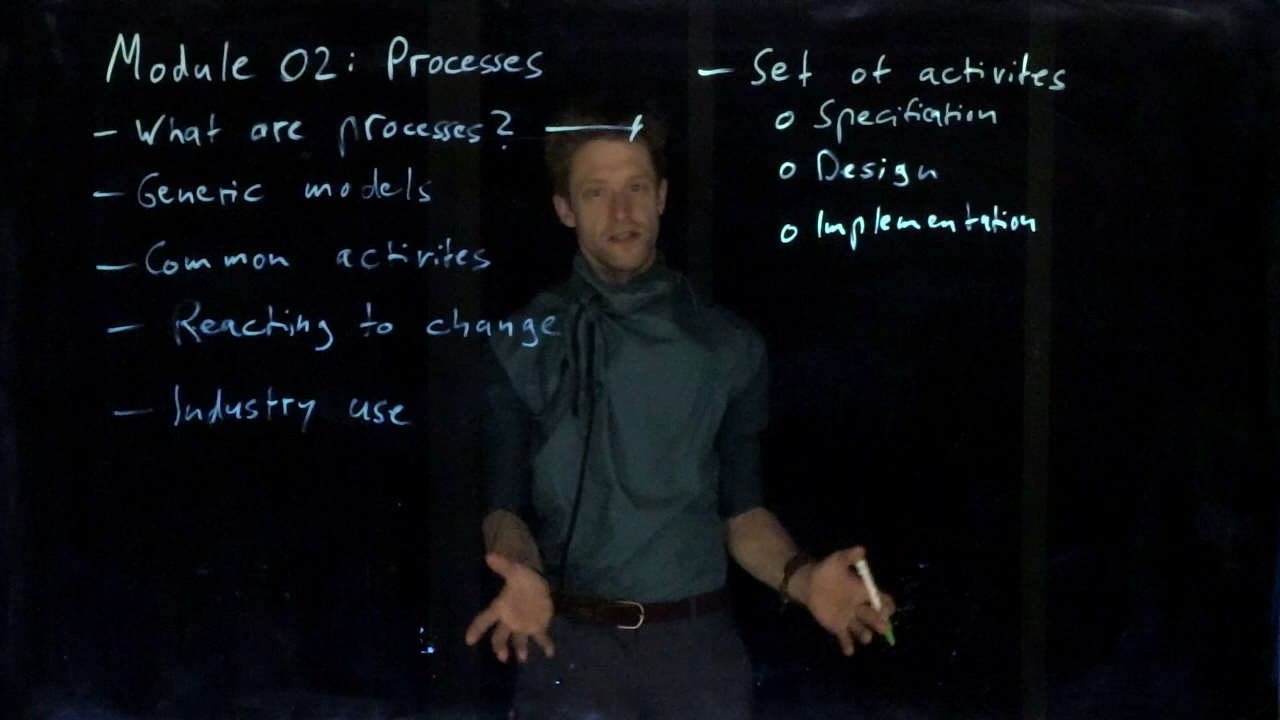 Module 02: Processes
- What are processes?
- Generic models
- Common activites
- Reacting to change
- Industry use
- Set of activites
o Specifiation
o Design
o Implementation